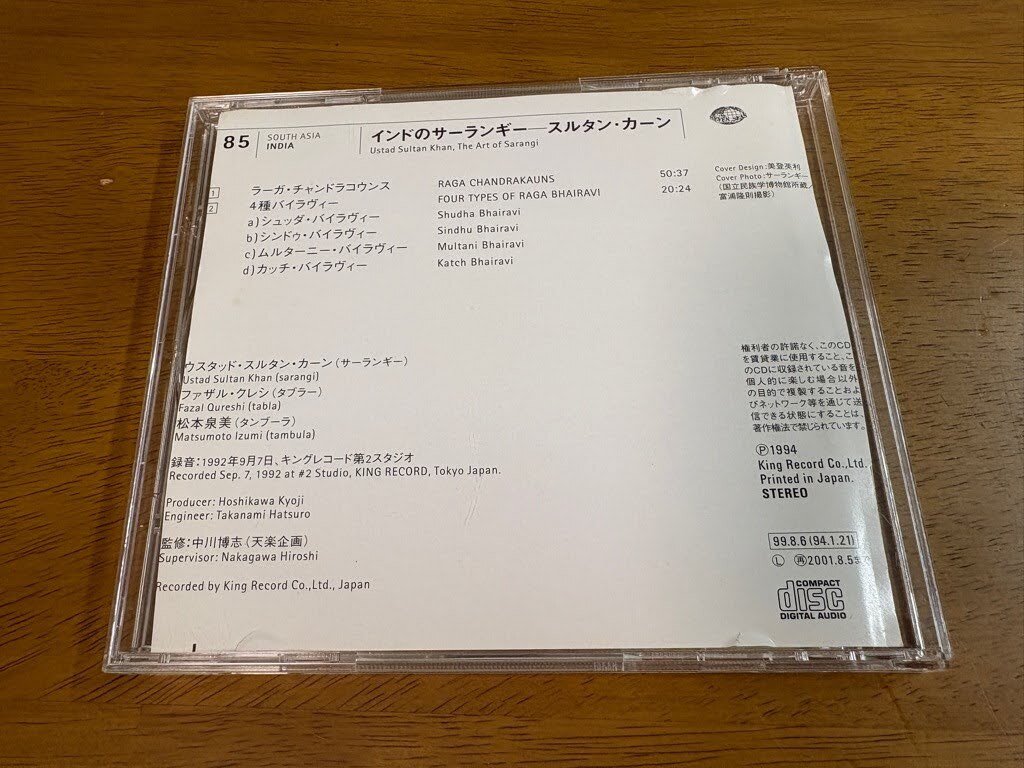 85
SOUTH ASIA
INDIA
インドのサーランギー―スルタン・カーン
Ustad Sultan Khan, The Art of Sarangi
SEVEN SEAS
1 ラーガ・チャンドラコウンス RAGA CHANDRAKAUNS 50:37
2 4種バイラヴィー FOUR TYPES OF RAGA BHAIRAVI 20:24
a)シュッダ・バイラヴィー Shudha Bhairavi
b)シンドゥ・バイラヴィー Sindhu Bhairavi
c)ムルターニー・バイラヴィー Multani Bhairavi
d)カッチ・バイラヴィー Katch Bhairavi
Cover Design:美登英利
Cover Photo:サーランギー
(国立民族学博物館所蔵/
富浦隆則撮影)
ウスタッド・スルタン・カーン(サーランギー)
Ustad Sultan Khan (sarangi)
ファザル・クレシ(タブラー)
Fazal Qureshi (tabla)
松本泉美(タンブーラ)
Matsumoto Izumi (tambula)
録音:1992年9月7日、キングレコード第2スタジオ
Recorded Sep. 7, 1992 at #2 Studio, KING RECORD, Tokyo Japan.
Producer: Hoshikawa Kyoji
Engineer: Takanami Hatsuro
監修:中川博志(天楽企画)
Supervisor: Nakagawa Hiroshi
Recorded by King Record Co.,Ltd., Japan
権利者の許諾なく、このCD
を賃貸業に使用すること、こ
のCDに収録されている音を
個人的に楽しむ場合以外
の目的で複製することおよ
びネットワーク等を通じて送
信できる状態にすることは、
著作権法で禁じられています。
Ⓟ1994
King Record Co.,Ltd.
Printed in Japan.
STEREO
99.8.6(94.1.21)
Ⓛ ㊞2001.8.5まで
COMPACT
disc
DIGITAL AUDIO